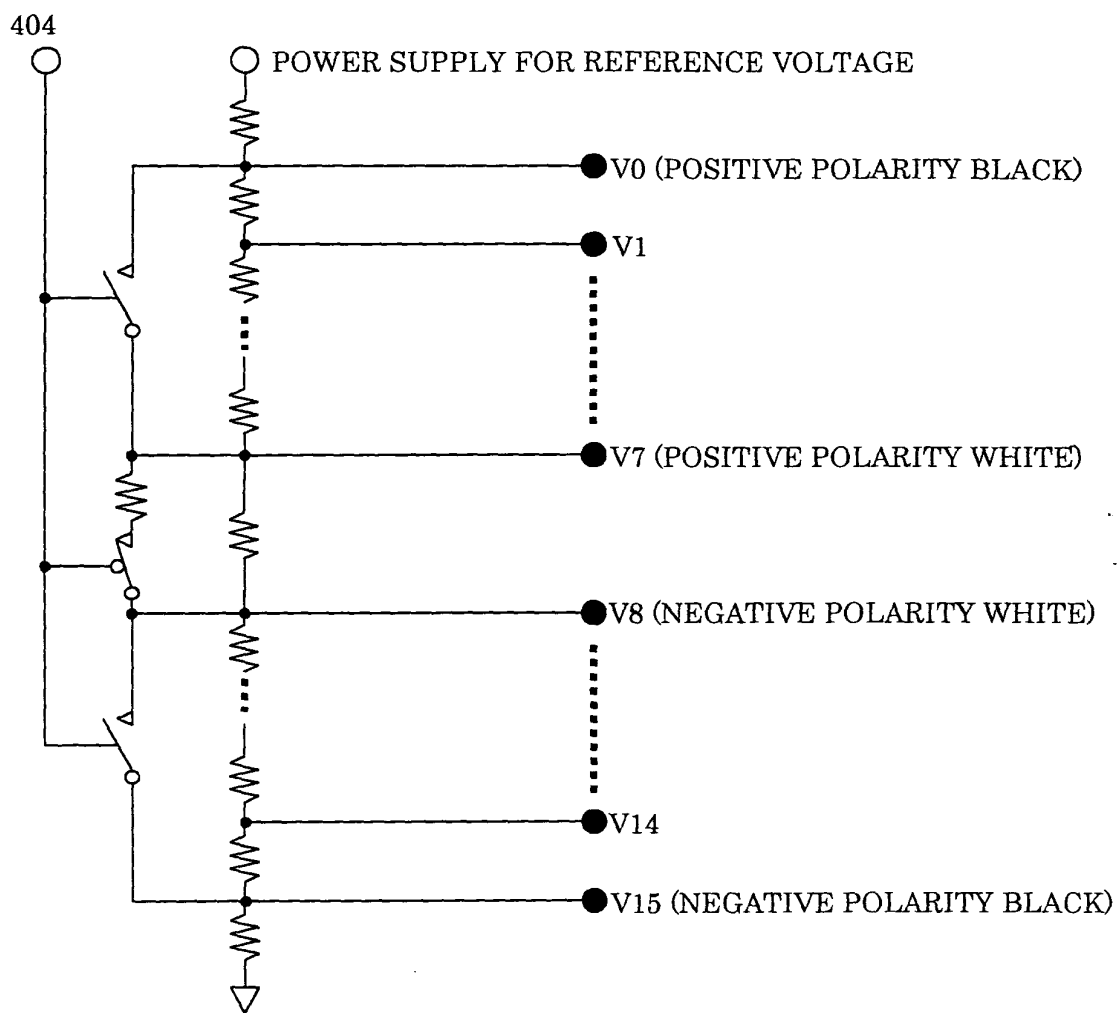 404
POWER SUPPLY FOR REFERENCE VOLTAGE
V0 (POSITIVE POLARITY BLACK)
V1
V7 (POSITIVE POLARITY WHITE)
V8 (NEGATIVE POLARITY WHITE)
V14
V15 (NEGATIVE POLARITY BLACK)